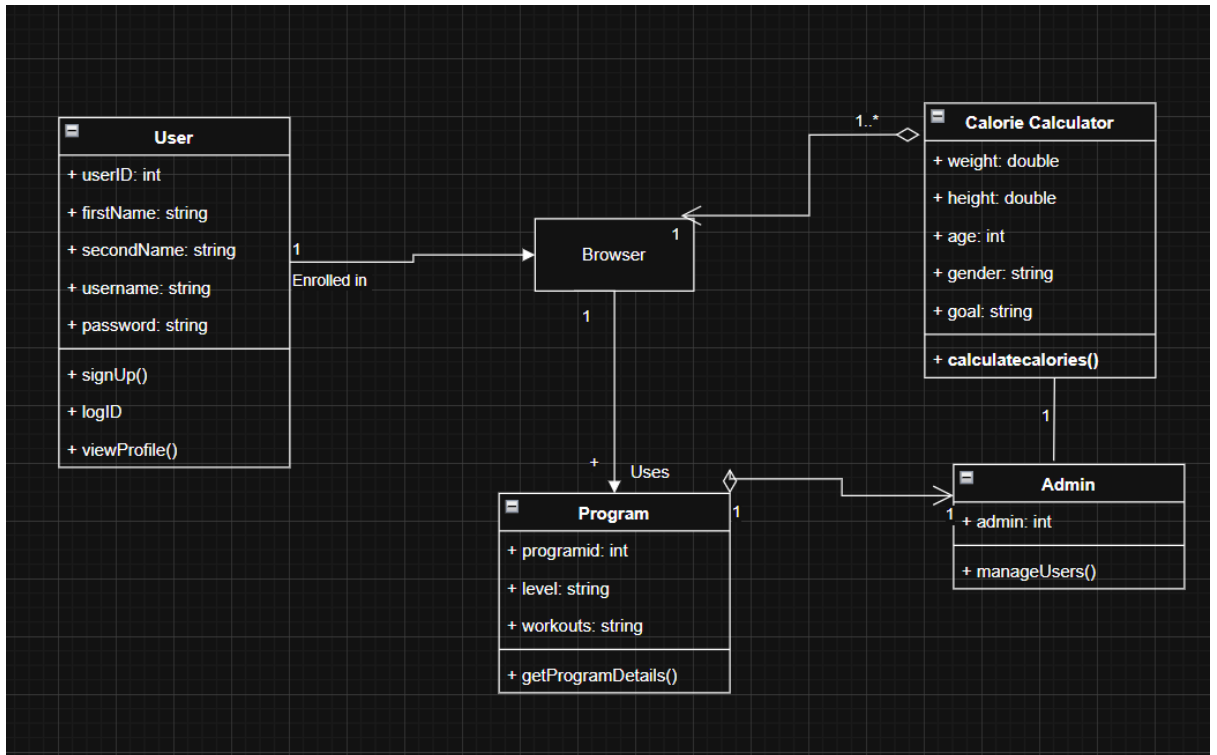 User
+ userID: int
+ firstName: string
+ secondName: string
+ username: string
+ password: string
+ signUp()
+ logID
+ viewProfile()
1
Enrolled in
Browser
1
1
1..*
Calorie Calculator
+ weight: double
+ height: double
+ age: int
+ gender: string
+ goal: string
+ calculatecalories()
1
+
Uses
Program
+ programid: int
+ level: string
+ workouts: string
+ getProgramDetails()
1
1
Admin
+ admin: int
+ manageUsers()